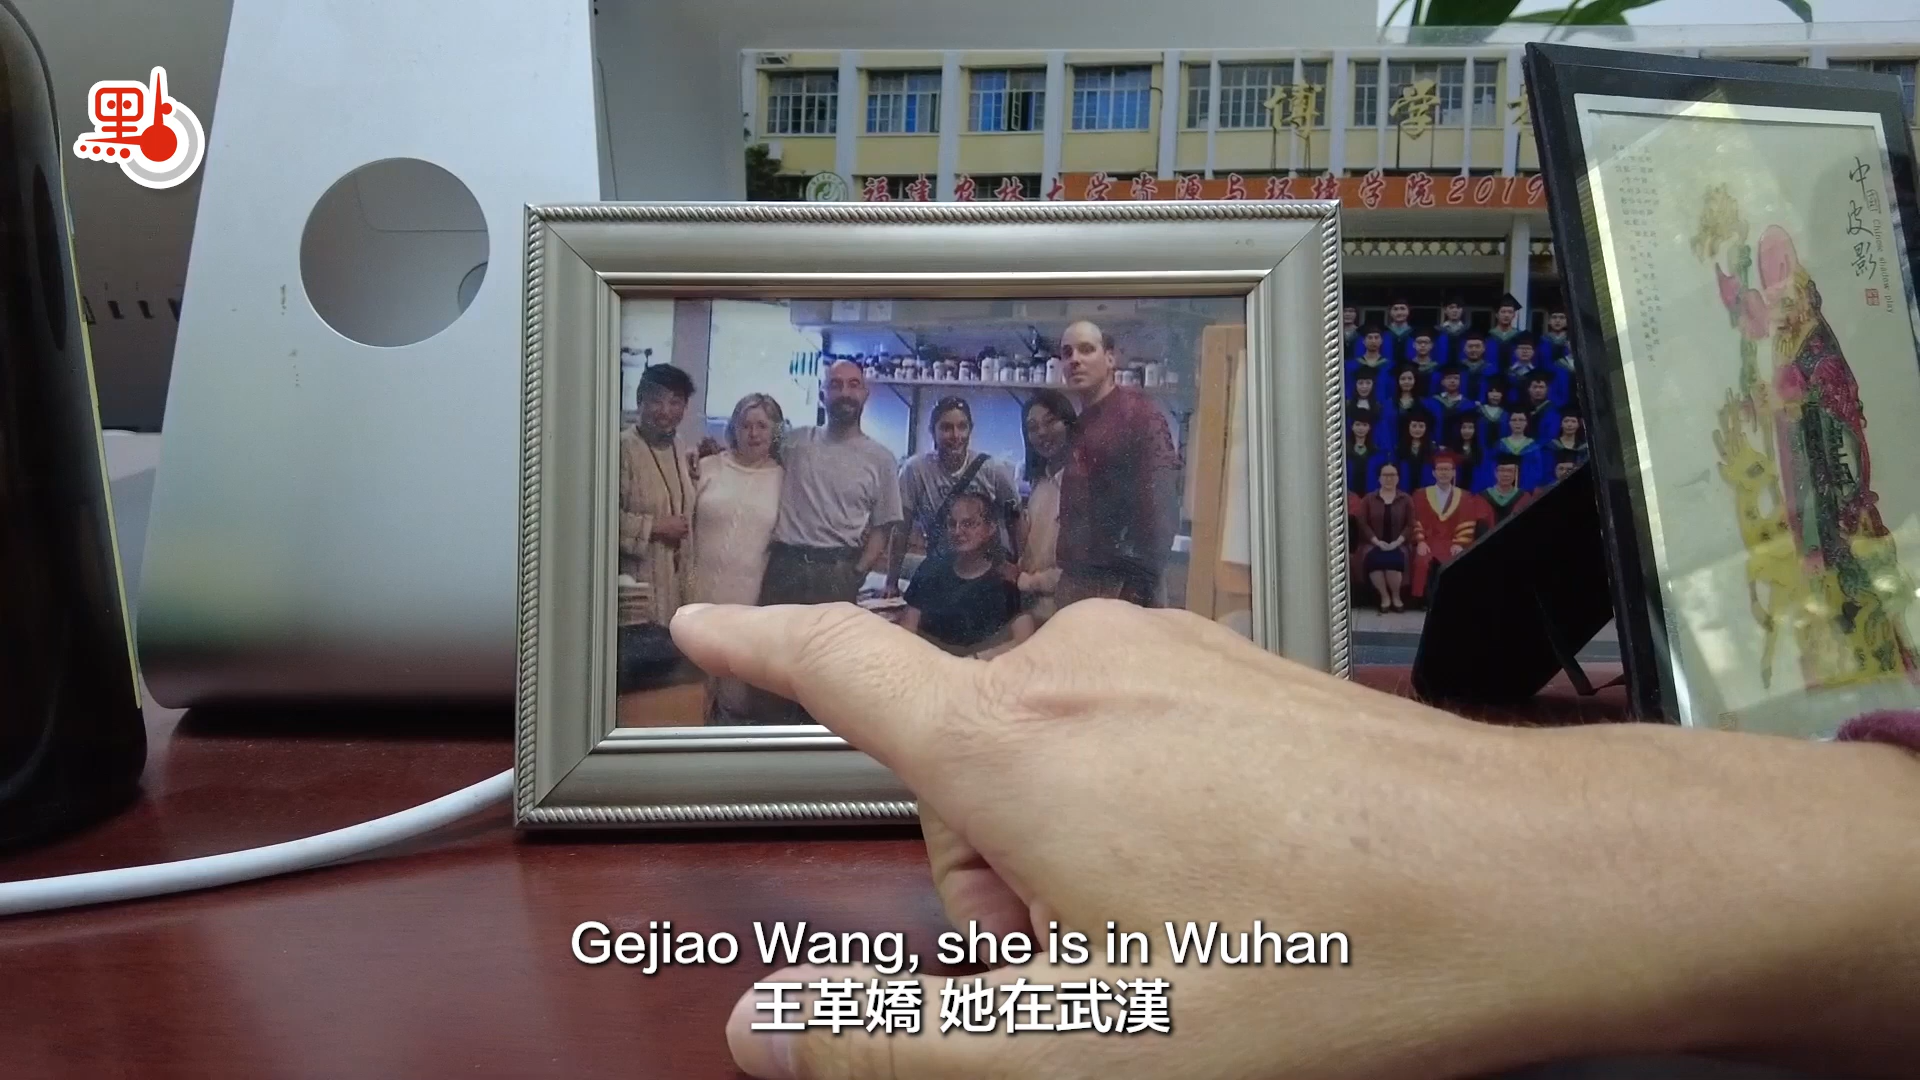 點
博学
福建农林大学资源与环境学院2019
中国皮影
Chinese shadow play
Gejiao Wang, she is in Wuhan
王革嬌 她在武漢